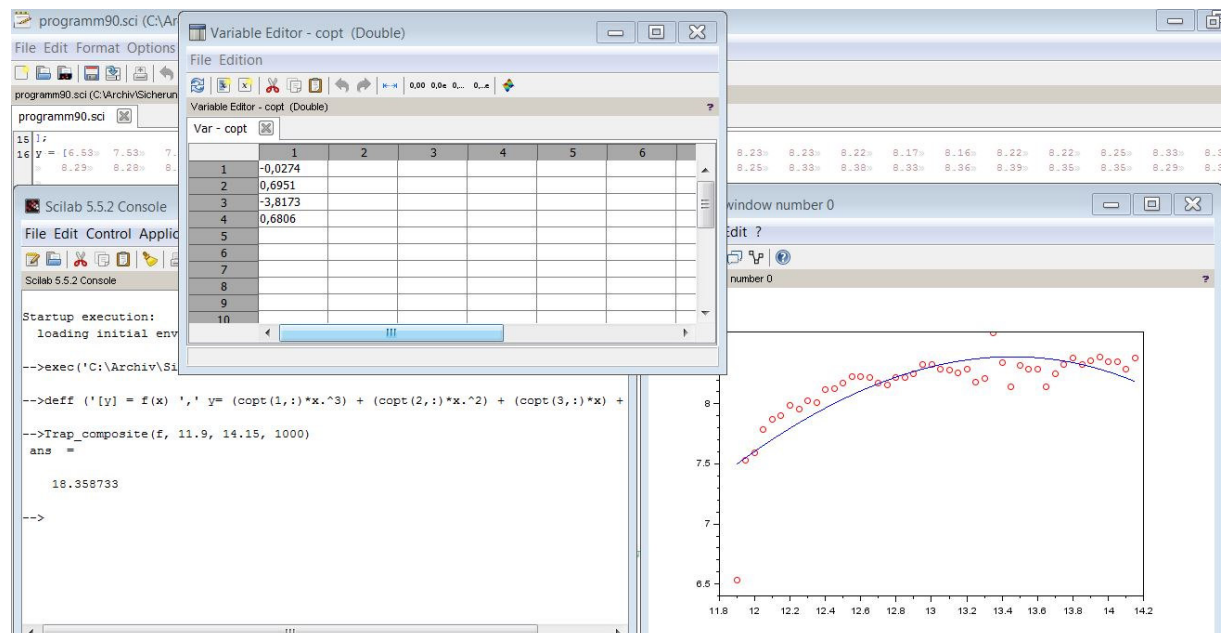 programm90.sci (C:\Ar
File Edit Format Options
programm90.sci (C:\Archiv\Sicherun
programm90.sci
15 ];
16 y = [6.53 7.53 7.
8.29 8.28 8.
8.23 8.23 8.22 8.17 8.16 8.22 8.22 8.25 8.33 8.3
8.25 8.33 8.38 8.33 8.36 8.39 8.35 8.35 8.29 8.3
Variable Editor - copt (Double)
File Edition
0,00 0,0e 0,... 0,..e
Variable Editor - copt (Double) ?
Var - copt
1 2 3 4 5 6
1 -0,0274
2 0,6951
3 -3,8173
4 0,6806
5
6
7
8
9
10
Scilab 5.5.2 Console
File Edit Control Applic
Scilab 5.5.2 Console
Startup execution:
loading initial env
-->exec('C:\Archiv\Si
-->deff ('[y] = f(x) ',' y= (copt(1,:)*x.^3) + (copt(2,:)*x.^2) + (copt(3,:)*x) +
-->Trap_composite(f, 11.9, 14.15, 1000)
ans =
18.358733
-->
window number 0
Edit ?
number 0 ?
8
7.5
7
6.5
11.8 12 12.2 12.4 12.6 12.8 13 13.2 13.4 13.6 13.8 14 14.2